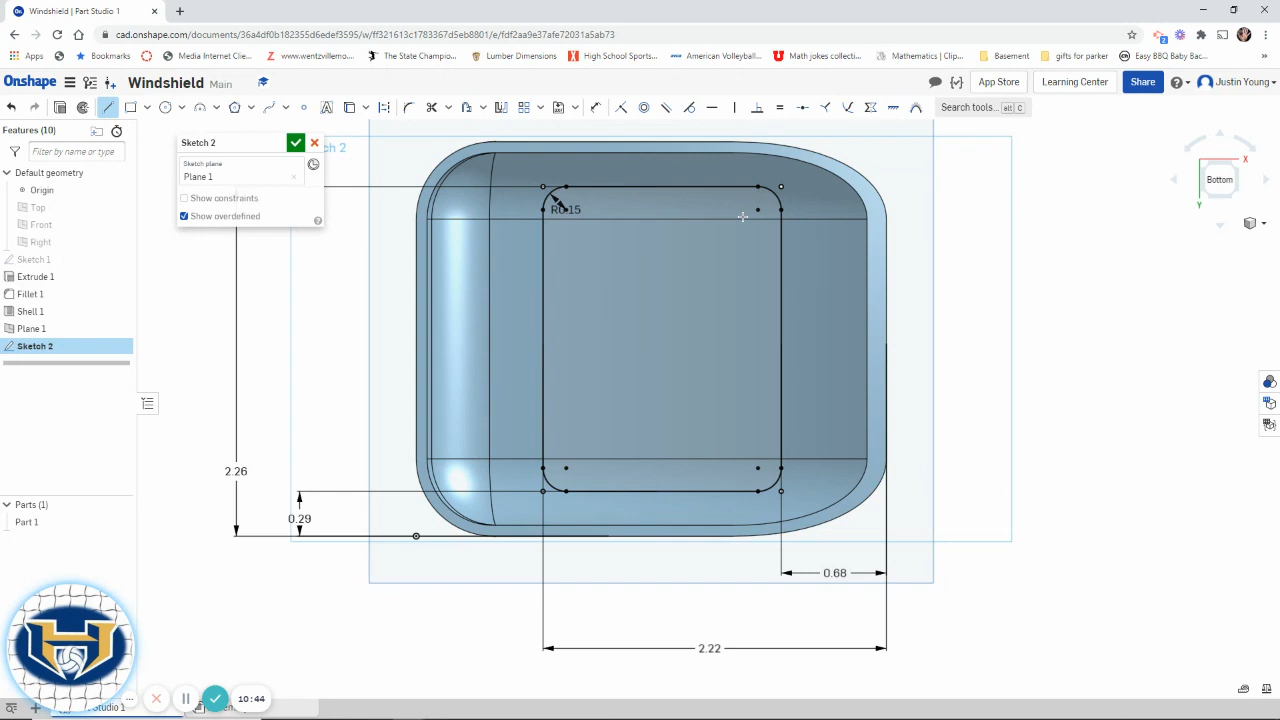 Windshield | Part Studio 1
cad.onshape.com/documents/36a4df0b182355d6edef3595/w/ff321613c1783367d5eb8801/e/fdf2aa9e37afe72031a5ab73
Apps
Bookmarks
Media Internet Clie...
www.wentzvillemo...
The State Champio...
Lumber Dimensions
High School Sports...
American Volleyball...
Math jokes collecti...
Mathematics | Clip...
Basement
gifts for parker
Easy BBQ Baby Bac...
»
Onshape
Windshield Main
App Store
Learning Center
Share
Justin Young
Search tools... alt C
Features (10)
Filter by name or type
Default geometry
Origin
Top
Front
Right
Sketch 1
Extrude 1
Fillet 1
Shell 1
Plane 1
Sketch 2
Parts (1)
Part 1
Sketch 2
Sketch plane
Plane 1
Show constraints
Show overdefined
h 2
R0.15
2.26
0.29
0.68
2.22
X
Bottom
Y
10:44
Studio 1